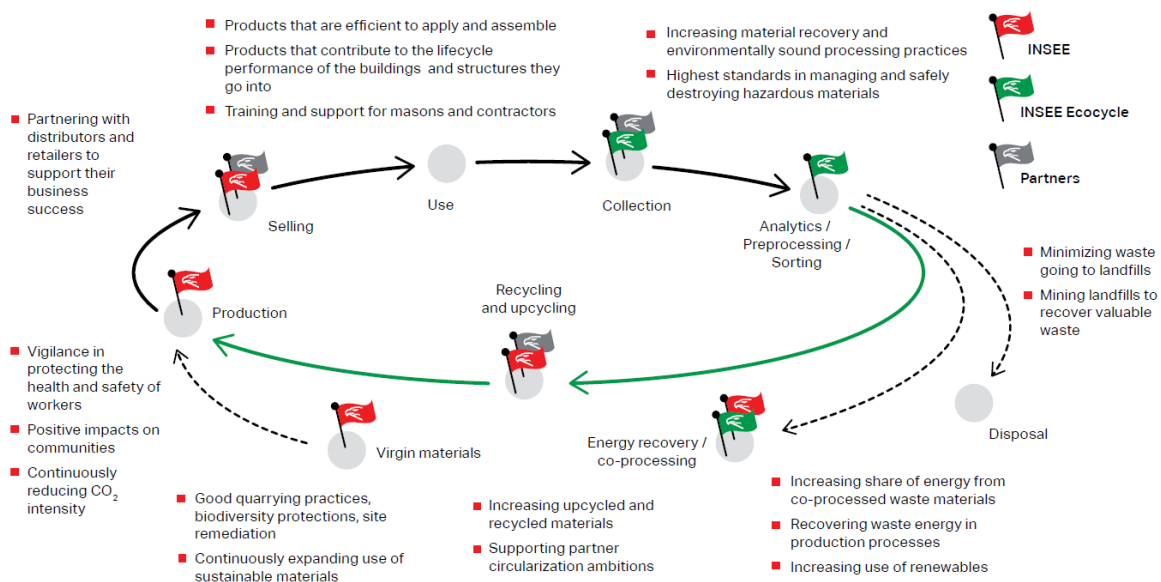 Products that are efficient to apply and assemble
Products that contribute to the lifecycle
performance of the buildings and structures they
go into
Training and support for masons and contractors
Increasing material recovery and
environmentally sound processing practices
Highest standards in managing and safely
destroying hazardous materials
INSEE
INSEE Ecocycle
Partners
Partnering with
distributors and
retailers to
support their
business
success
Selling
Use
Collection
Analytics /
Preprocessing /
Sorting
Minimizing waste
going to landfills
Mining landfills to
recover valuable
waste
Production
Recycling
and upcycling
Vigilance in
protecting the
health and safety of
workers
Positive impacts on
communities
Continuously
reducing CO2
intensity
Virgin materials
Energy recovery /
co-processing
Disposal
Good quarrying practices,
biodiversity protections, site
remediation
Continuously expanding use of
sustainable materials
Increasing upcycled and
recycled materials
Supporting partner
circularization ambitions
Increasing share of energy from
co-processed waste materials
Recovering waste energy in
production processes
Increasing use of renewables